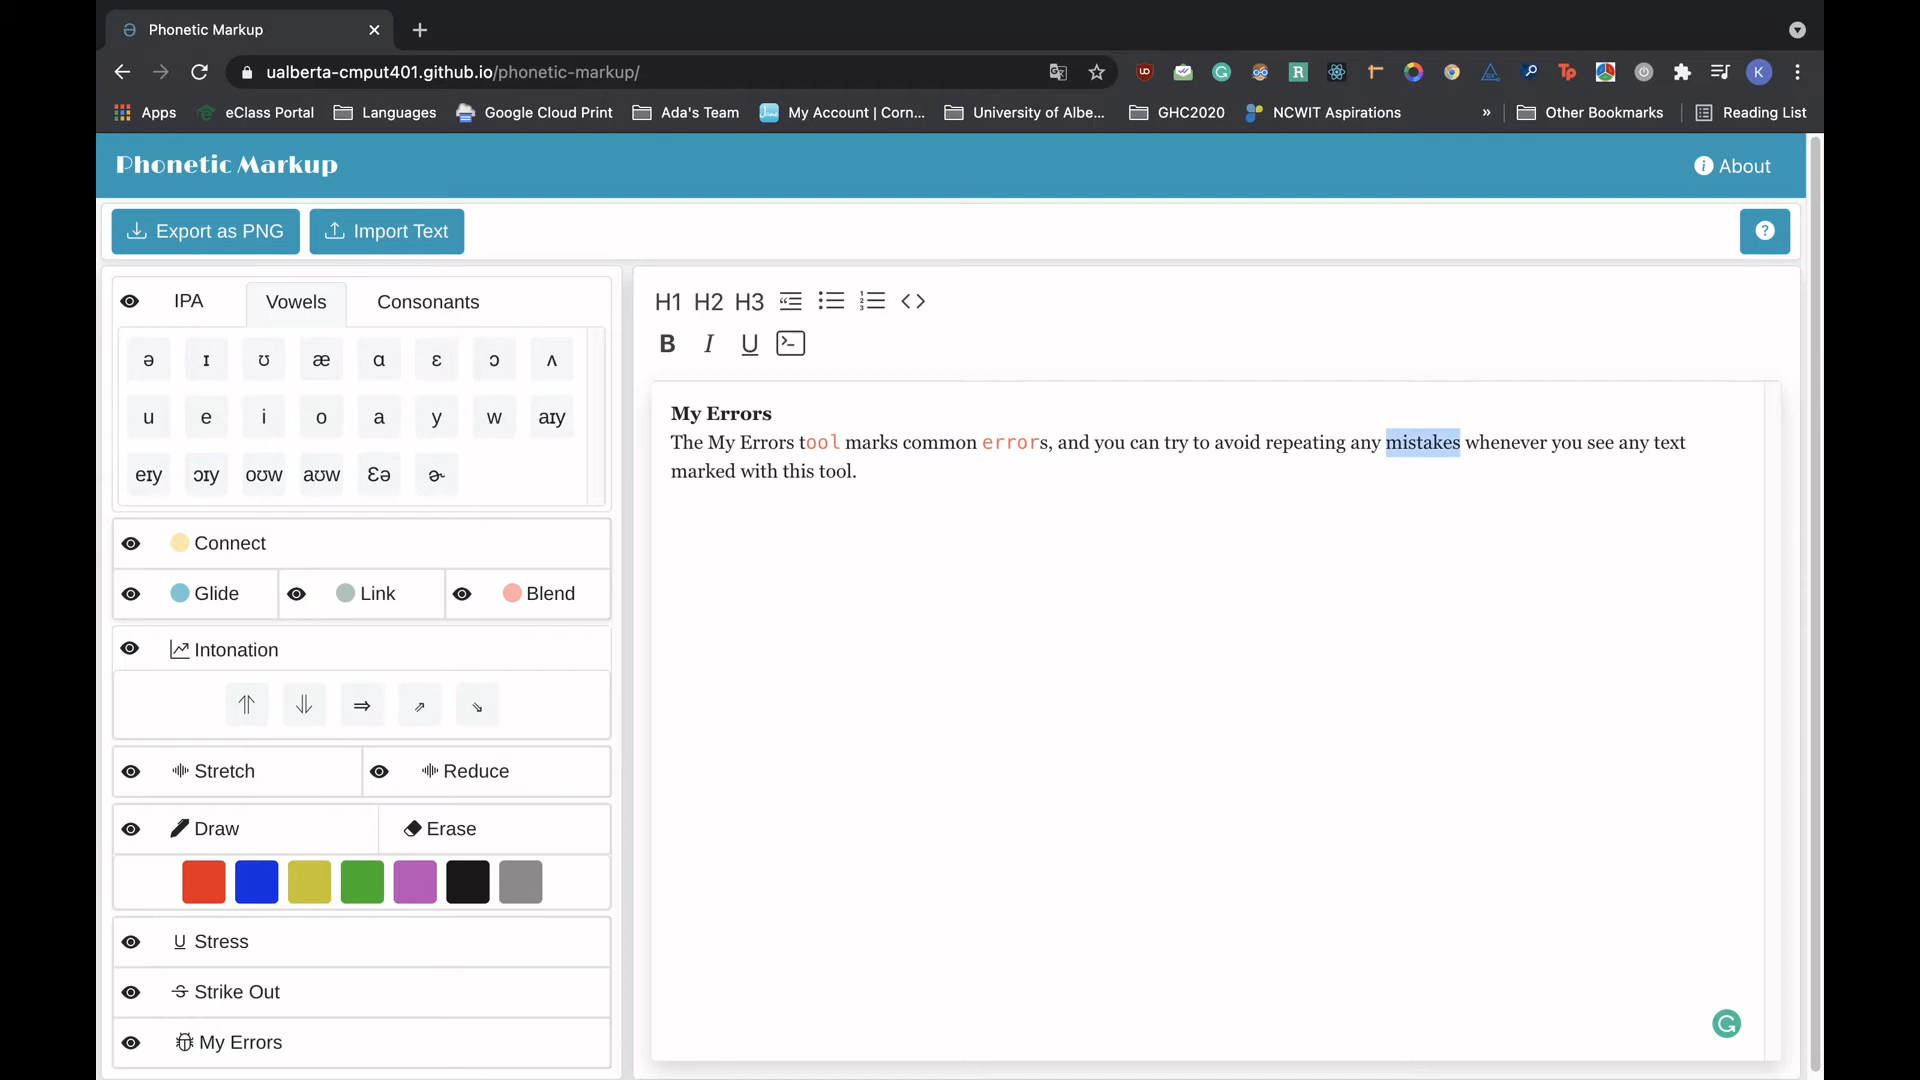 Phonetic Markup
ualberta-cmput401.github.io/phonetic-markup/
Apps eClass Portal Languages Google Cloud Print Ada's Team My Account | Corn... University of Albe... GHC2020 NCWIT Aspirations » Other Bookmarks Reading List
Phonetic Markup
About
Export as PNG Import Text ?
IPA Vowels Consonants
ə ɪ ʊ æ ɑ ɛ ɔ ʌ
u e i o a y w aɪy
eɪy ɔɪy oʊw aʊw Ɛə ɚ
Connect
Glide Link Blend
Intonation
⇑ ⇓ ⇒ ⇗ ⇘
Stretch Reduce
Draw Erase
U Stress
S Strike Out
My Errors
H1 H2 H3
B I U
My Errors
The My Errors tool marks common errors, and you can try to avoid repeating any mistakes whenever you see any text
marked with this tool.